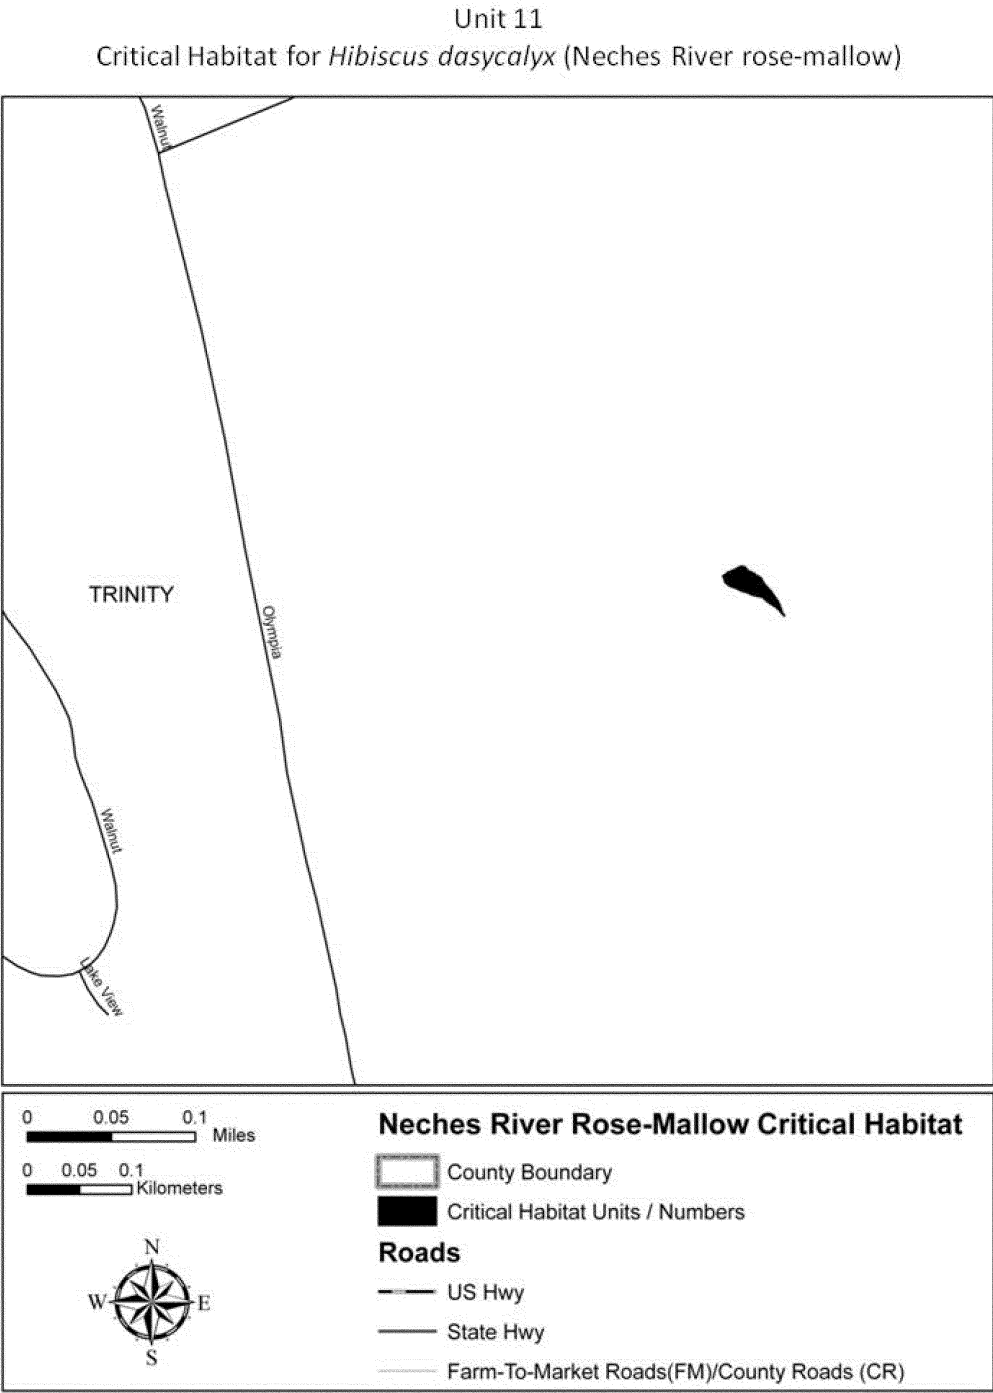 Unit 11
Critical Habitat for Hibiscus dasycalyx (Neches River rose-mallow)
Walnut
TRINITY
Olympia
Walnut
Lake View
0 0.05 0.1
Miles
0 0.05 0.1
Kilometers
N
W E
S
Neches River Rose-Mallow Critical Habitat
County Boundary
Critical Habitat Units / Numbers
Roads
US Hwy
State Hwy
Farm-To-Market Roads(FM)/County Roads (CR)